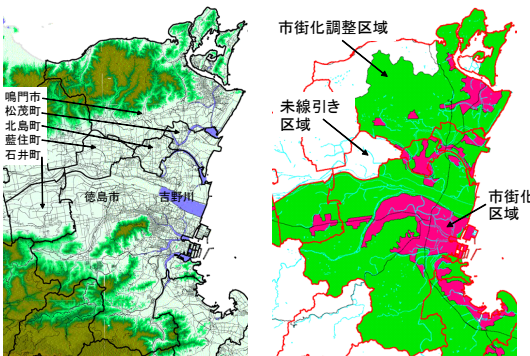 鳴門市
松茂町
北島町
藍住町
石井町
徳島市
吉野川
市街化調整区域
未線引き
区域
市街化
区域